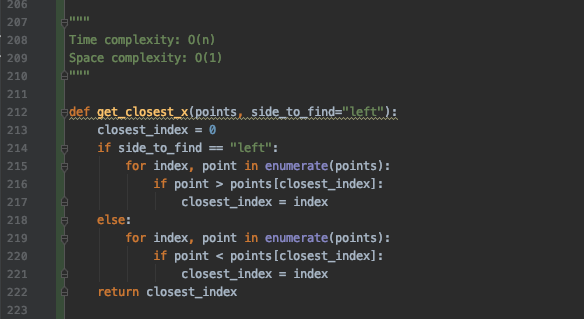 206
207 """
208 Time complexity: O(n)
209 Space complexity: O(1)
210 """
211
212 def get_closest_x(points, side_to_find="left"):
213     closest_index = 0
214     if side_to_find == "left":
215         for index, point in enumerate(points):
216             if point > points[closest_index]:
217                 closest_index = index
218     else:
219         for index, point in enumerate(points):
220             if point < points[closest_index]:
221                 closest_index = index
222     return closest_index
223